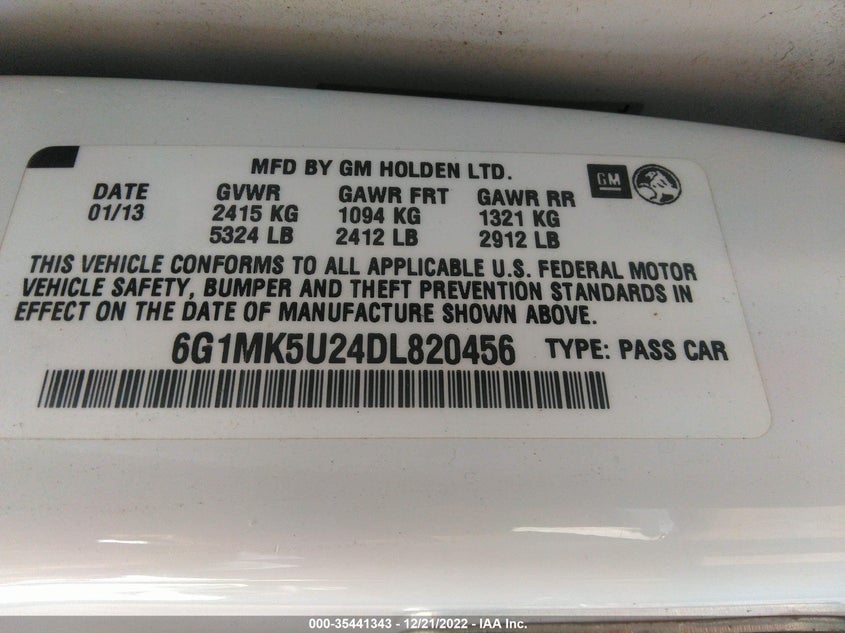 MFD BY GM HOLDEN LTD.
GM
DATE GVWR GAWR FRT GAWR RR
01/13 2415 KG 1094 KG 1321 KG
5324 LB 2412 LB 2912 LB
THIS VEHICLE CONFORMS TO ALL APPLICABLE U.S. FEDERAL MOTOR
VEHICLE SAFETY, BUMPER AND THEFT PREVENTION STANDARDS IN
EFFECT ON THE DATE OF MANUFACTURE SHOWN ABOVE.
6G1MK5U24DL820456 TYPE: PASS CAR
000-35441343 - 12/21/2022 - IAA Inc.